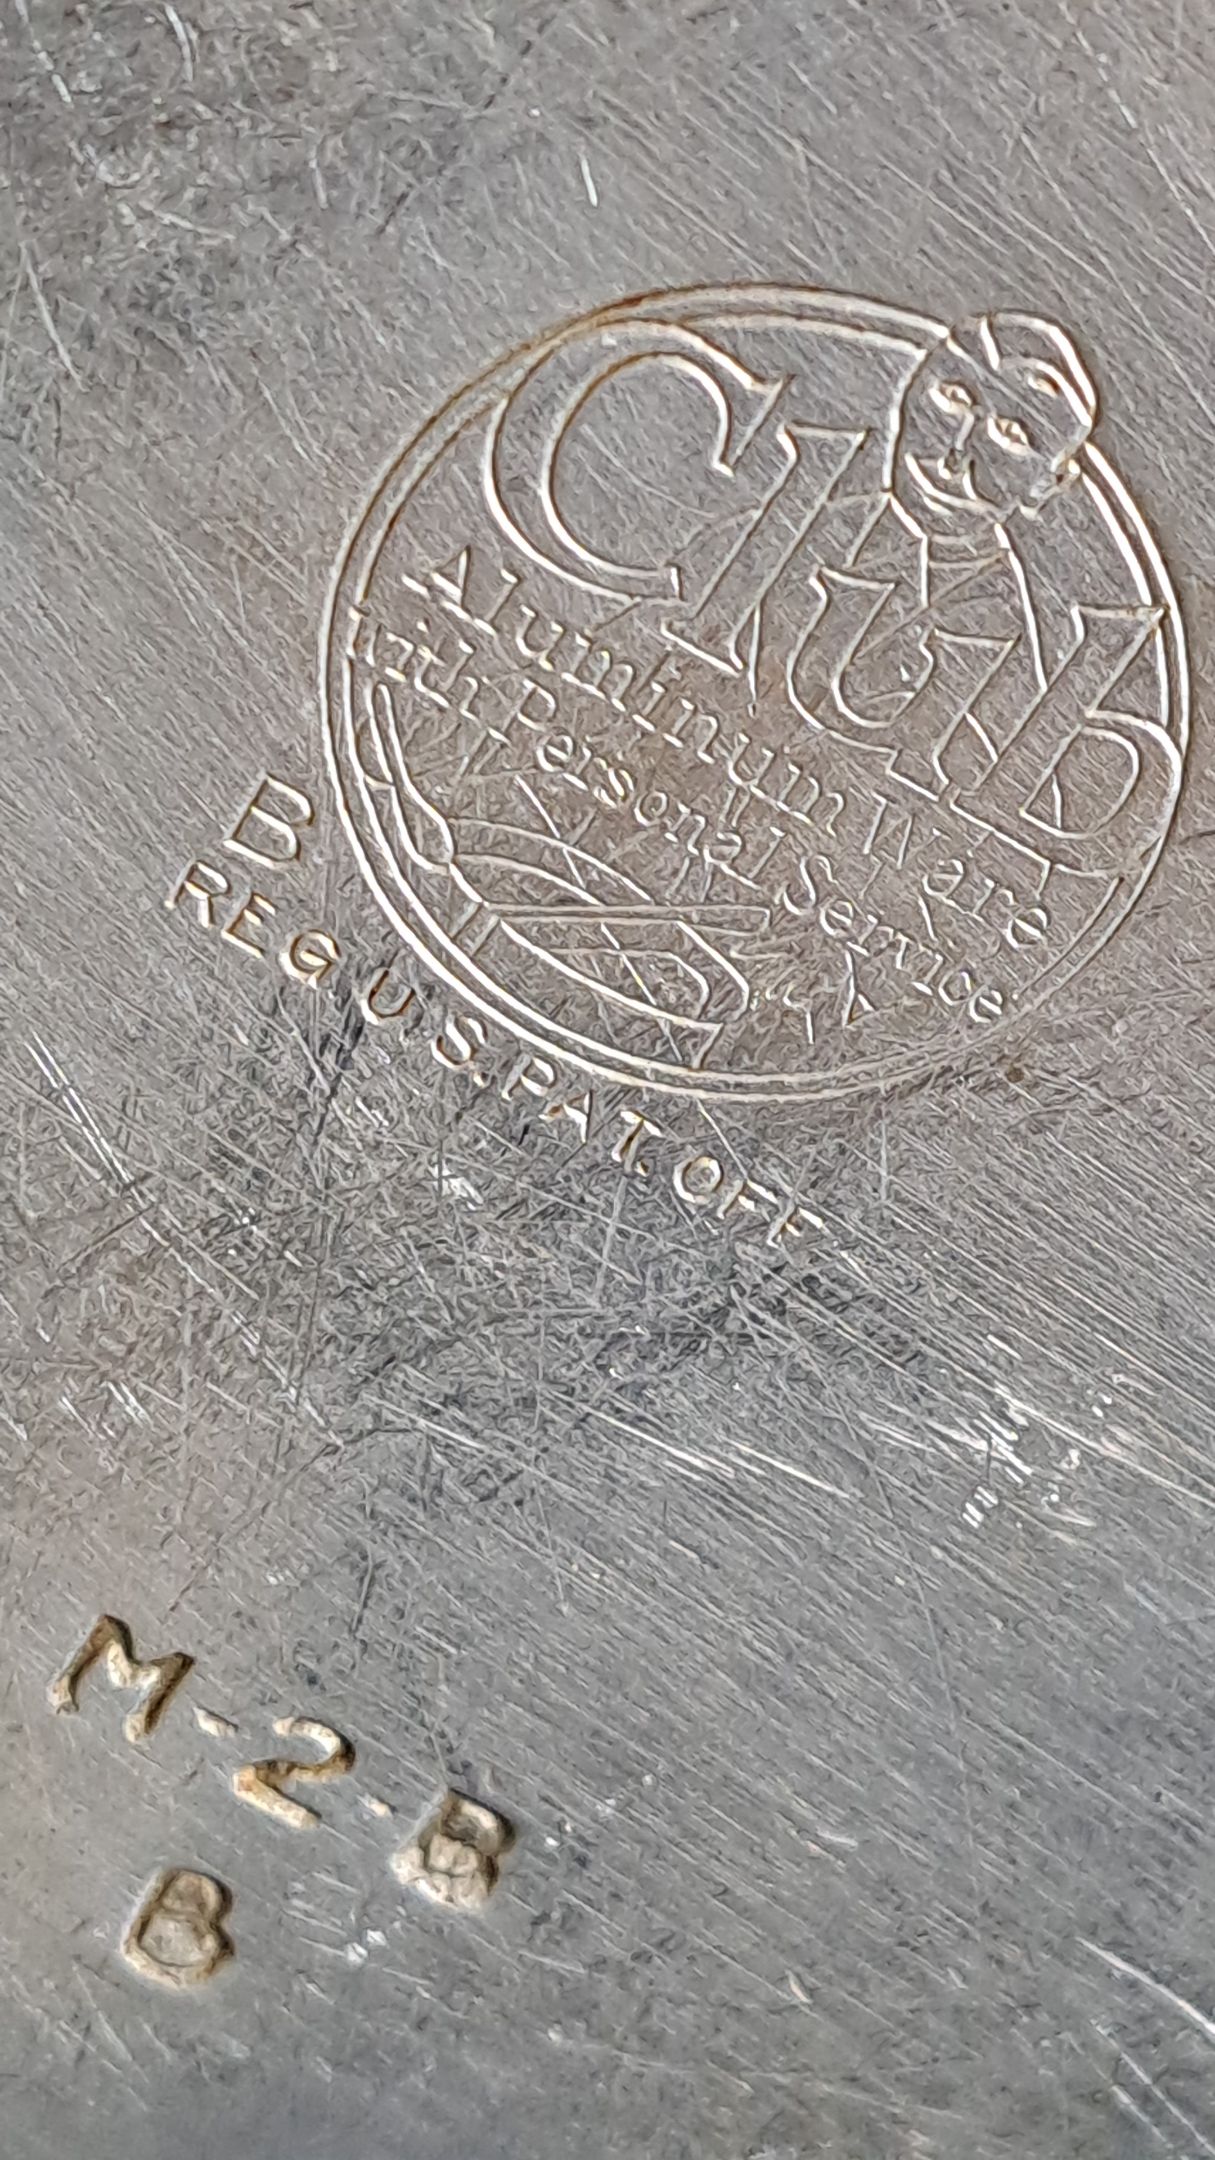 Club
Aluminum Ware
with Personal Service
B
REG. U.S. PAT. OFF
M-2-B
B